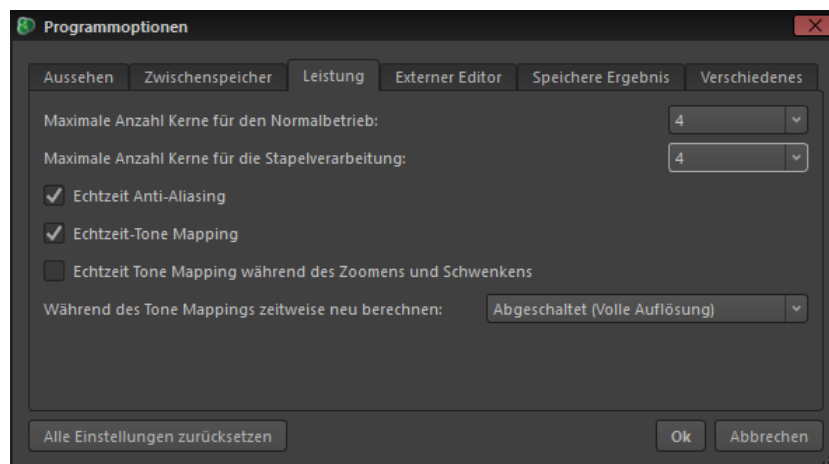 Programmoptionen
Aussehen Zwischenspeicher Leistung Externer Editor Speichere Ergebnis Verschiedenes
Maximale Anzahl Kerne für den Normalbetrieb: 4
Maximale Anzahl Kerne für die Stapelverarbeitung: 4
Echtzeit Anti-Aliasing
Echtzeit-Tone Mapping
Echtzeit Tone Mapping während des Zoomens und Schwenkens
Während des Tone Mappings zeitweise neu berechnen: Abgeschaltet (Volle Auflösung)
Alle Einstellungen zurücksetzen Ok Abbrechen